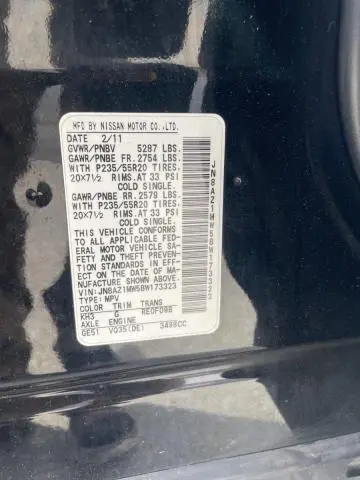 MFG BY NISSAN MOTOR CO.,LTD.
DATE 2/11
GVWR/PNBV 5287 LBS.
GAWR/PNBE FR. 2754 LBS.
WITH P235/55R20 TIRES,
20X7½ RIMS.AT 33 PSI
COLD SINGLE.
GAWR/PNBE RR. 2579 LBS.
WITH P235/55R20 TIRES,
20X7½ RIMS.AT 33 PSI
COLD SINGLE.
THIS VEHICLE CONFORMS
TO ALL APPLICABLE FED-
ERAL MOTOR VEHICLE SA-
FETY AND THEFT PREVENTION
STANDARDS IN EFF-
ECT ON THE DATE OF MA-
NUFACTURE SHOWN ABOVE.
VIN: JN8AZ1MW5BW173323
TYPE: MPV
COLOR TRIM TRANS
KH3 G RE0F09B
AXLE ENGINE
GE51 VQ35(DE) 3498CC
JN8AZ1MW5BW173323